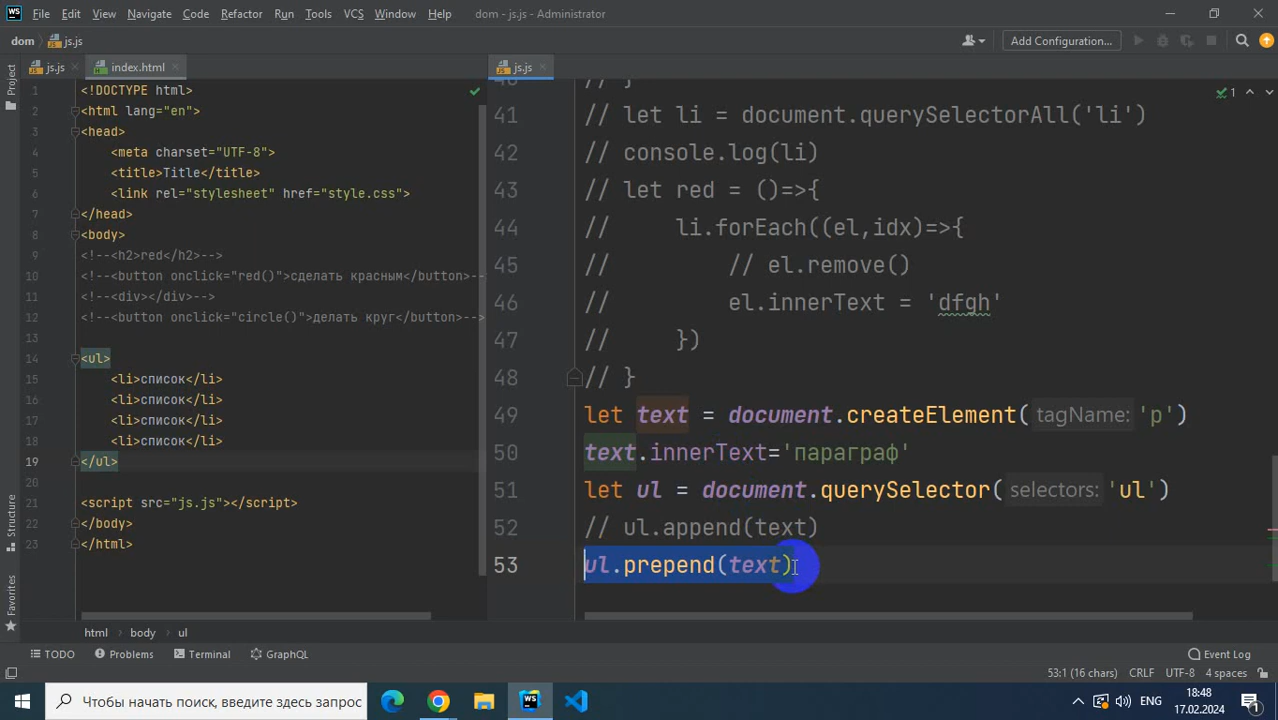 WS File Edit View Navigate Code Refactor Run Tools VCS Window Help dom - js.js - Administrator
dom js.js Add Configuration...
js.js index.html js.js
Project
Structure
Favorites
1 <!DOCTYPE html>
2 <html lang="en">
3 <head>
4 <meta charset="UTF-8">
5 <title>Title</title>
6 <link rel="stylesheet" href="style.css">
7 </head>
8 <body>
9 <!--<h2>red</h2>-->
10 <!--<button onclick="red()">сделать красным</button>--
11 <!--<div></div>-->
12 <!--<button onclick="circle()">делать круг</button>-->
13
14 <ul>
15 <li>список</li>
16 <li>список</li>
17 <li>список</li>
18 <li>список</li>
19 </ul>
20
21 <script src="js.js"></script>
22 </body>
23 </html>
1
// }
41 // let li = document.querySelectorAll('li')
42 // console.log(li)
43 // let red = ()=>{
44 // li.forEach((el,idx)=>{
45 // // el.remove()
46 // el.innerText = 'dfgh'
47 // })
48 // }
49 let text = document.createElement( tagName: 'p')
50 text.innerText='параграф'
51 let ul = document.querySelector( selectors: 'ul')
52 // ul.append(text)
53 ul.prepend(text)
html body ul
TODO Problems Terminal GraphQL Event Log
53:1 (16 chars) CRLF UTF-8 4 spaces
Чтобы начать поиск, введите здесь запрос
WS
ENG
18:48
17.02.2024
1